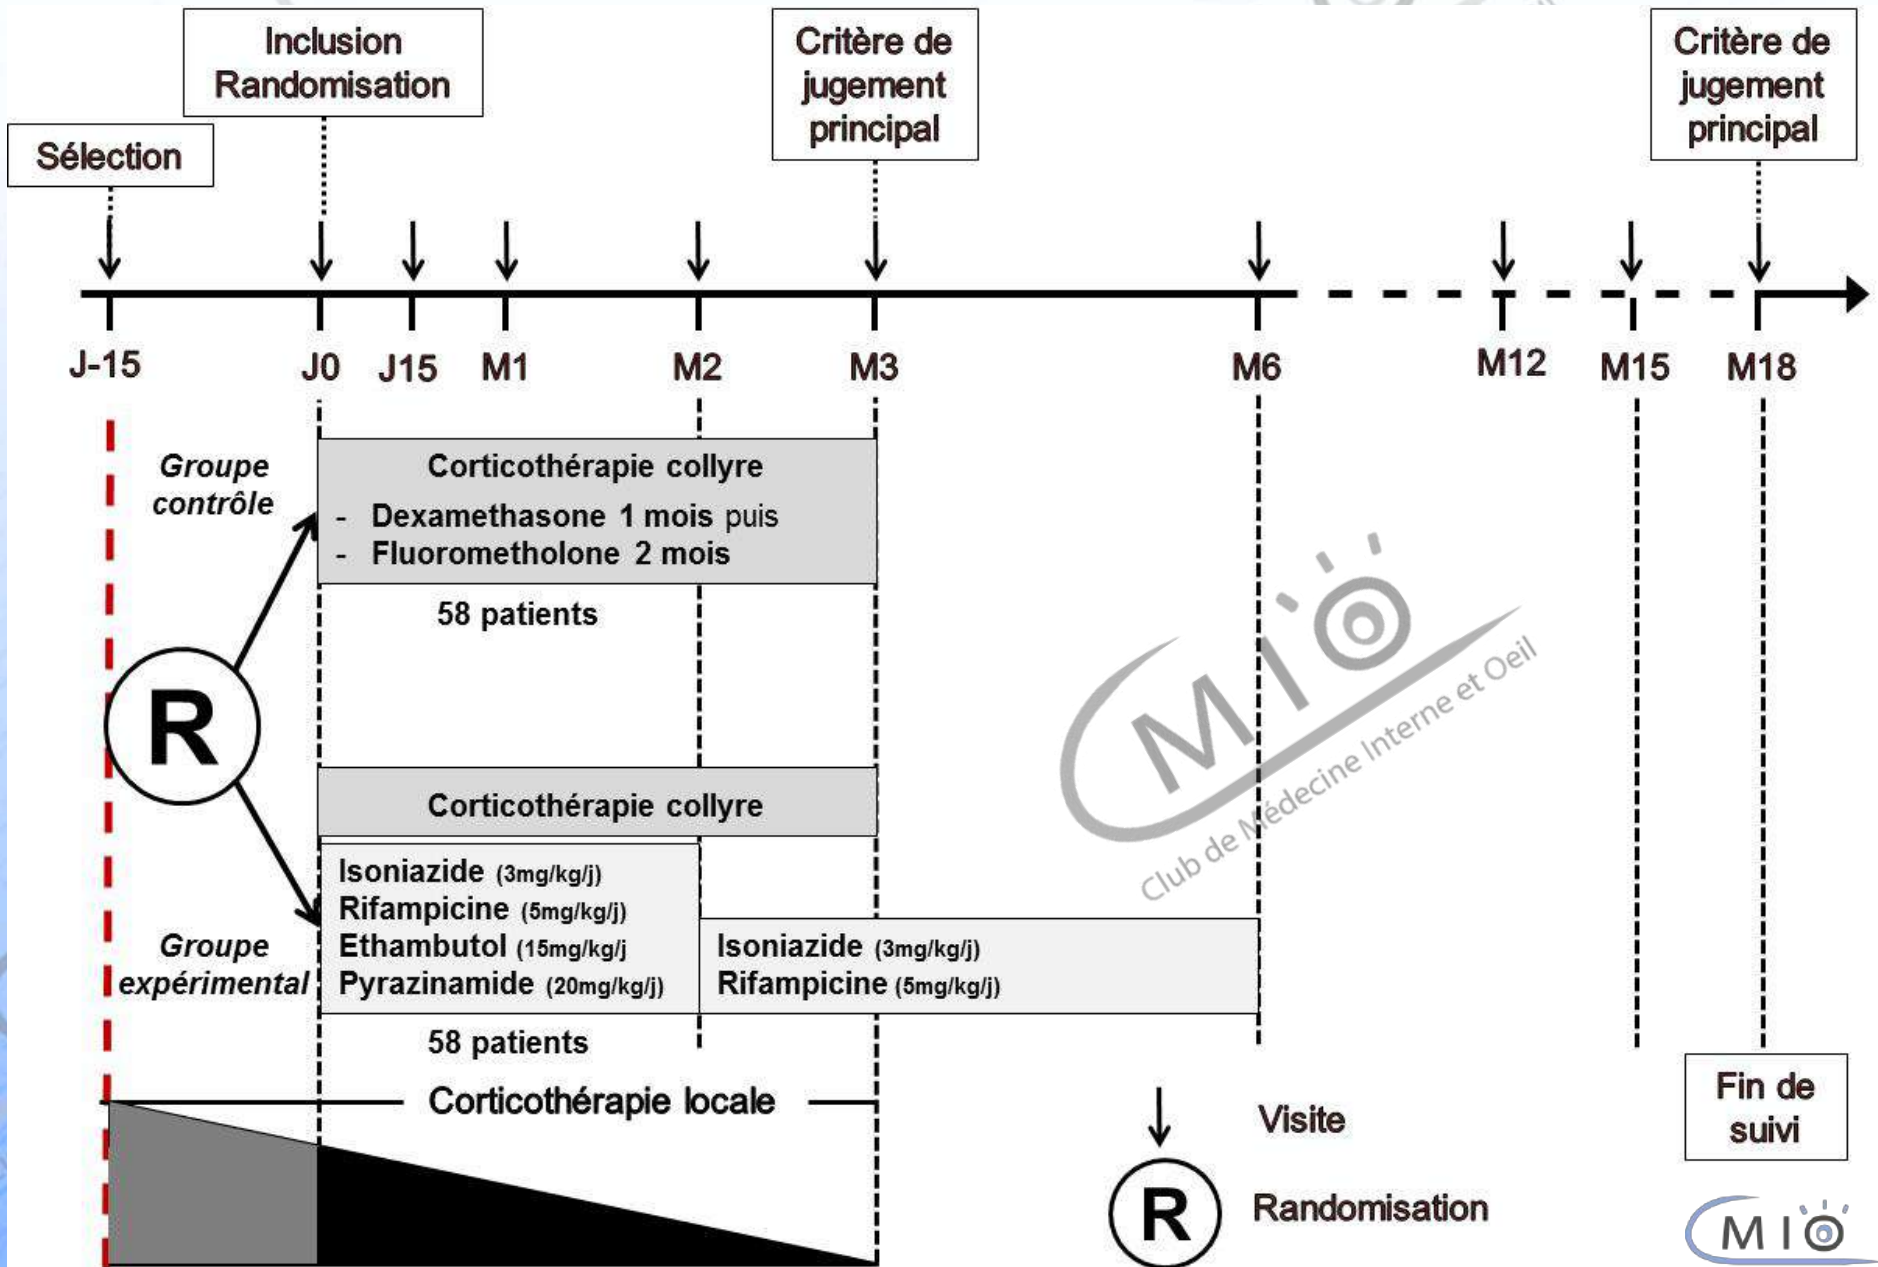 Inclusion
Randomisation
Critère de
jugement
principal
Critère de
jugement
principal
Sélection
J-15
J0
J15
M1
M2
M3
M6
M12
M15
M18
Groupe
contrôle
Corticothérapie collyre
- Dexamethasone 1 mois puis
- Fluorometholone 2 mois
58 patients
R
Corticothérapie collyre
Groupe
expérimental
Isoniazide (3mg/kg/j)
Rifampicine (5mg/kg/j)
Ethambutol (15mg/kg/j
Pyrazinamide (20mg/kg/j)
Isoniazide (3mg/kg/j)
Rifampicine (5mg/kg/j)
58 patients
Corticothérapie locale
MIO
Club de Médecine Interne et Oeil
Visite
R
Randomisation
Fin de
suivi
MIO